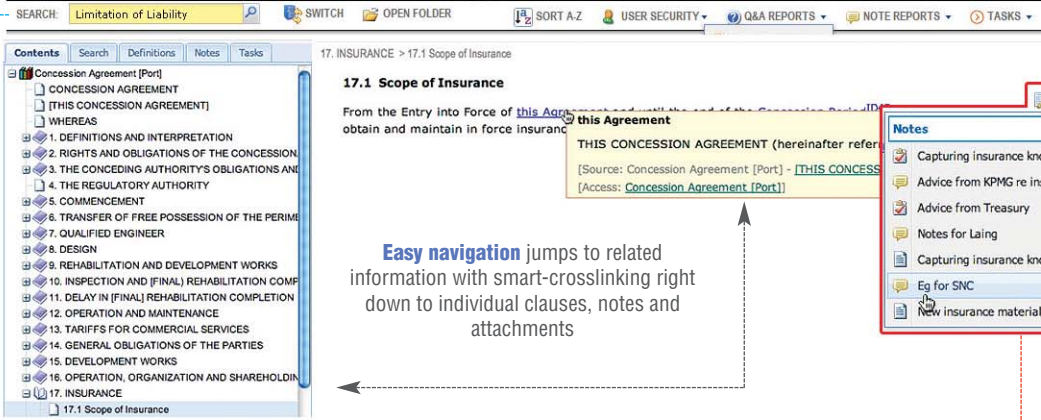 SEARCH: Limitation of Liability SWITCH OPEN FOLDER SORT A-Z USER SECURITY Q&A REPORTS NOTE REPORTS TASKS
Contents Search Definitions Notes Tasks
Concession Agreement [Port]
CONCESSION AGREEMENT
[THIS CONCESSION AGREEMENT]
WHEREAS
1. DEFINITIONS AND INTERPRETATION
2. RIGHTS AND OBLIGATIONS OF THE CONCESSION
3. THE CONCEDING AUTHORITY'S OBLIGATIONS AND
4. THE REGULATORY AUTHORITY
5. COMMENCEMENT
6. TRANSFER OF FREE POSSESSION OF THE PERIME
7. QUALIFIED ENGINEER
8. DESIGN
9. REHABILITATION AND DEVELOPMENT WORKS
10. INSPECTION AND (FINAL) REHABILITATION COMP
11. DELAY IN [FINAL] REHABILITATION COMPLETION
12. OPERATION AND MAINTENANCE
13. TARIFFS FOR COMMERCIAL SERVICES
14. GENERAL OBLIGATIONS OF THE PARTIES
15. DEVELOPMENT WORKS
16. OPERATION, ORGANIZATION AND SHAREHOLDIN
17. INSURANCE
17.1 Scope of Insurance
17. INSURANCE > 17.1 Scope of Insurance
17.1 Scope of Insurance
From the Entry into Force of this Agreement and until the end of the Concession Period
obtain and maintain in force insuranc
this Agreement
THIS CONCESSION AGREEMENT (hereinafter refer
[Source: Concession Agreement [Port] - [THIS CONCESS
[Access: Concession Agreement [Port]]
Notes
Capturing insurance kno
Advice from KPMG re ins
Advice from Treasury
Notes for Laing
Capturing insurance kno
Eg for SNC
New insurance material
Easy navigation jumps to related
information with smart-crosslinking right
down to individual clauses, notes and
attachments